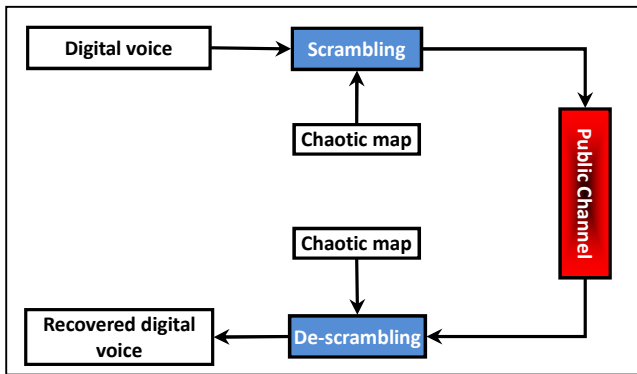 Digital voice
Scrambling
Chaotic map
Public Channel
Chaotic map
Recovered digital
voice
De-scrambling